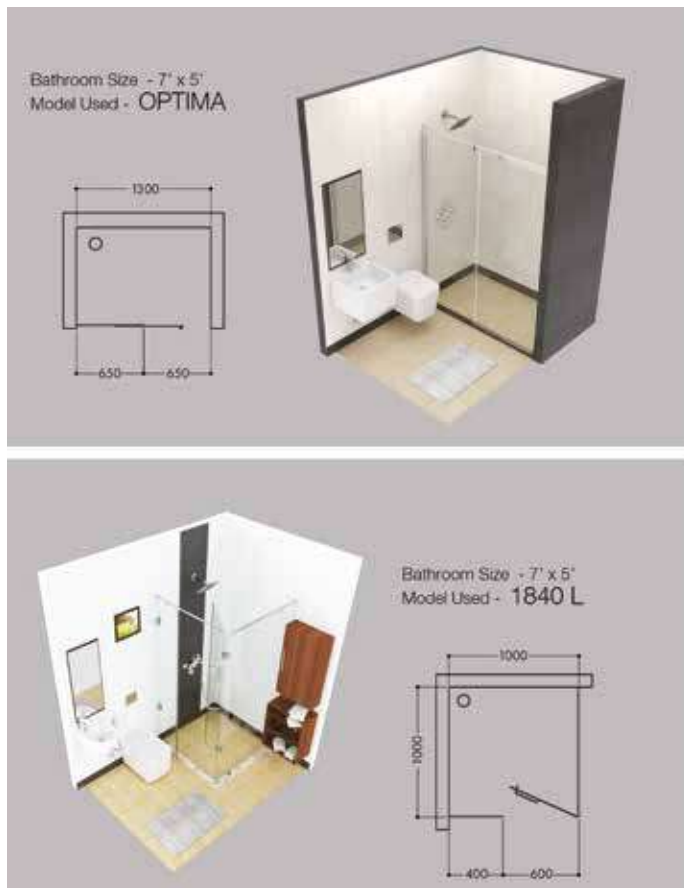 Bathroom Size - 7' x 5'
Model Used - OPTIMA
1300
650
650
Bathroom Size - 7' x 5'
Model Used - 1840 L
1000
1000
400
600